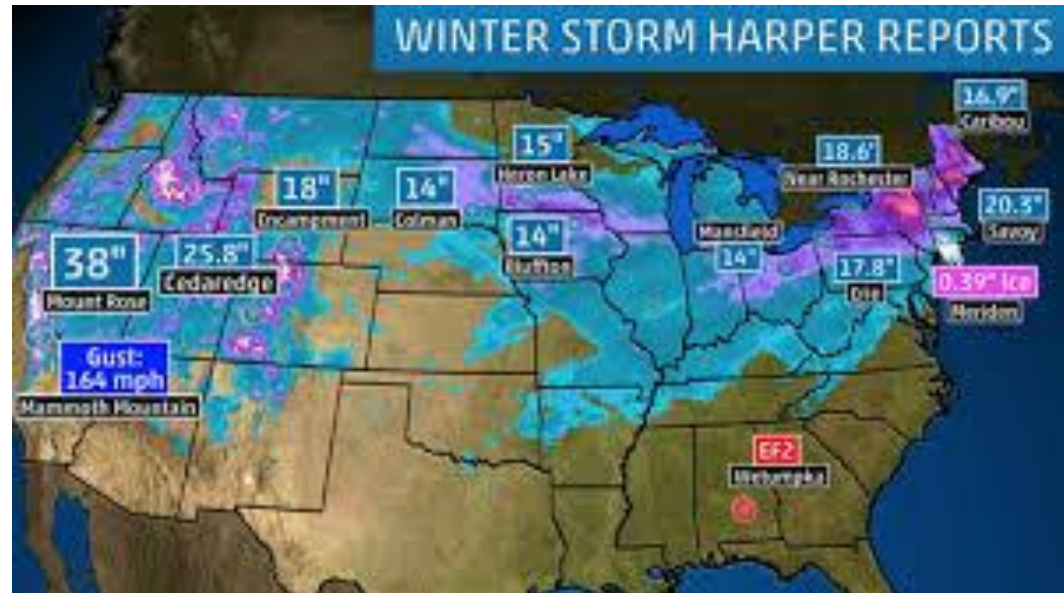 WINTER STORM HARPER REPORTS
16.9"
Caribou
15"
Heron Lake
18.6"
Near Rochester
18"
Encampment
14"
Colman
20.3"
Savoy
38"
Mount Rose
25.8"
Cedaredge
14"
Bluffton
Mansfield
14"
17.8"
Erie
0.39" ice
Meriden
Gust:
164 mph
Mammoth Mountain
EF2
Wetumpka